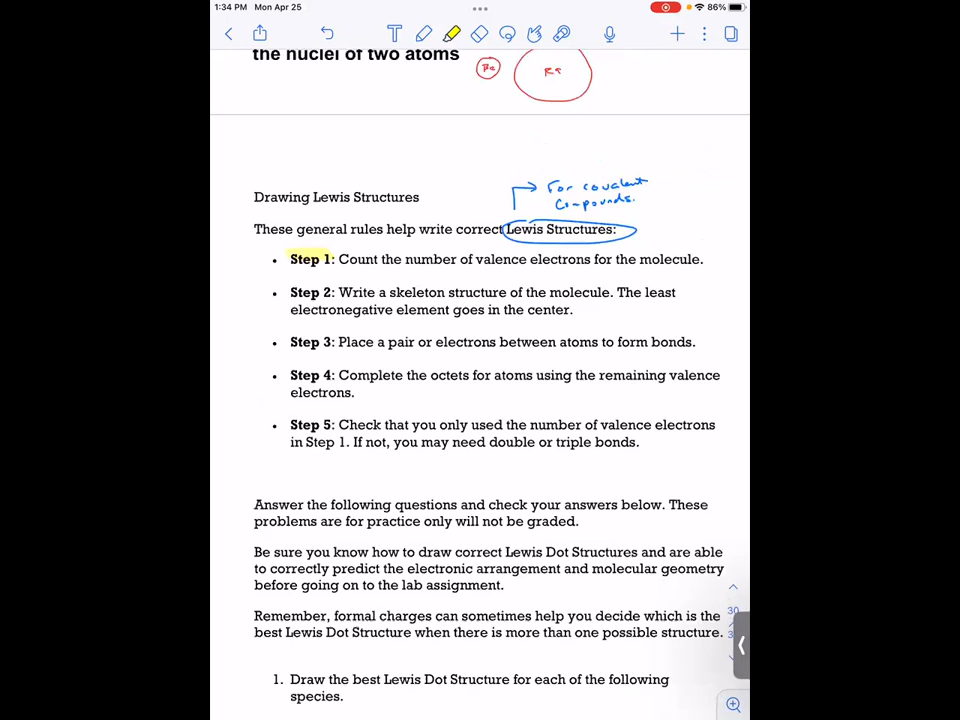 1:34 PM Mon Apr 25
86%
the nuclei of two atoms
For covalent
Compounds.
Drawing Lewis Structures
These general rules help write correct Lewis Structures:
• Step 1: Count the number of valence electrons for the molecule.
• Step 2: Write a skeleton structure of the molecule. The least
electronegative element goes in the center.
• Step 3: Place a pair or electrons between atoms to form bonds.
• Step 4: Complete the octets for atoms using the remaining valence
electrons.
• Step 5: Check that you only used the number of valence electrons
in Step 1. If not, you may need double or triple bonds.
Answer the following questions and check your answers below. These
problems are for practice only will not be graded.
Be sure you know how to draw correct Lewis Dot Structures and are able
to correctly predict the electronic arrangement and molecular geometry
before going on to the lab assignment.
Remember, formal charges can sometimes help you decide which is the
best Lewis Dot Structure when there is more than one possible structure.
30
1. Draw the best Lewis Dot Structure for each of the following
species.